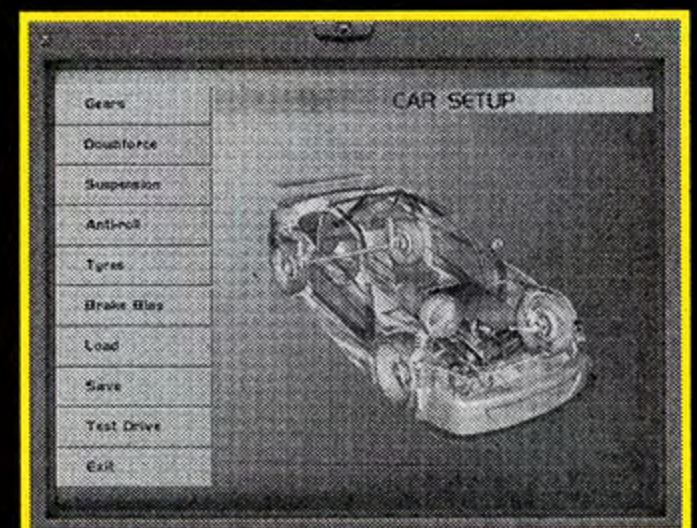 CAR SETUP
Gears
Downforce
Suspension
Anti-roll
Tyres
Brake Bias
Load
Save
Test Drive
Exit